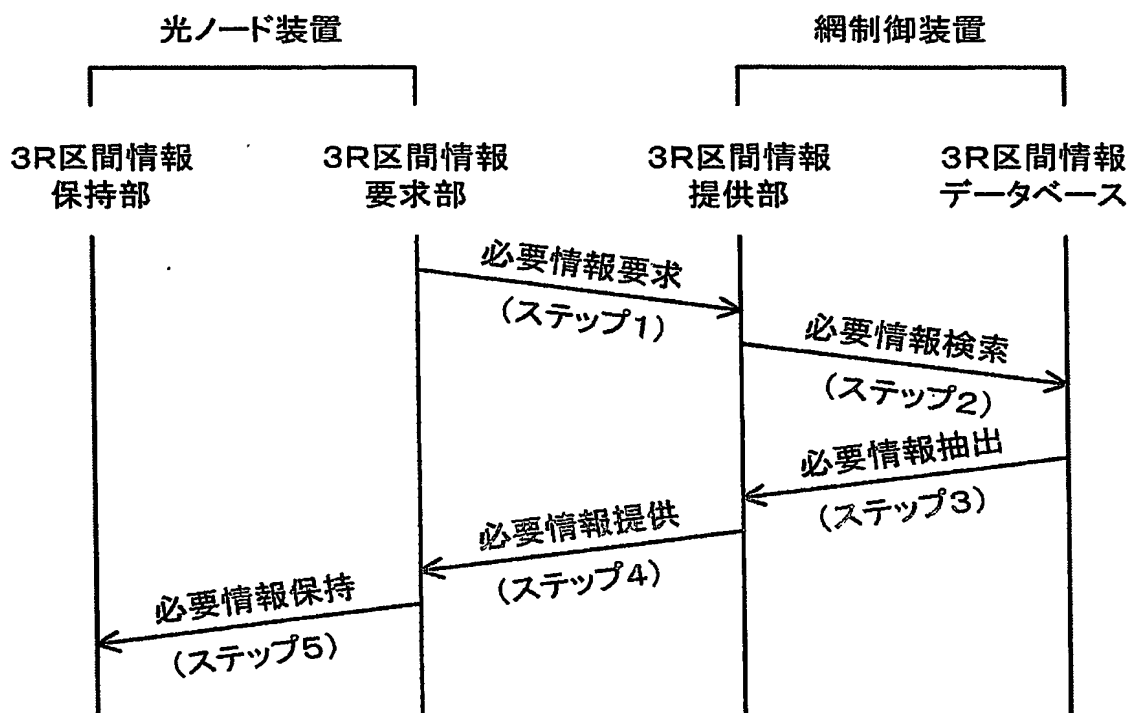 光ノード装置
網制御装置
3R区間情報
保持部
3R区間情報
要求部
3R区間情報
提供部
3R区間情報
データベース
必要情報要求
(ステップ1)
必要情報検索
(ステップ2)
必要情報抽出
(ステップ3)
必要情報提供
(ステップ4)
必要情報保持
(ステップ5)